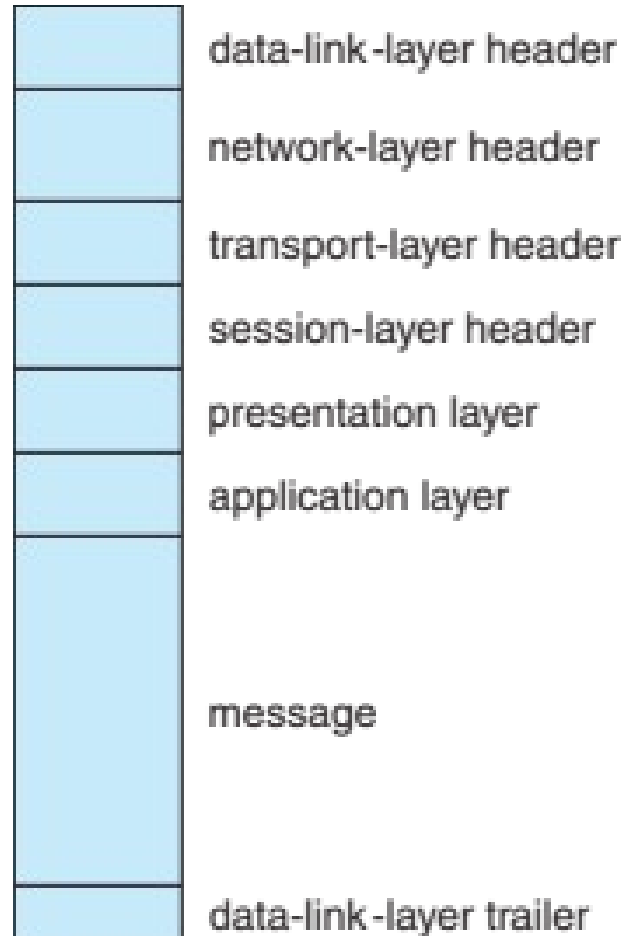 data-link-layer header
network-layer header
transport-layer header
session-layer header
presentation layer
application layer
message
data-link-layer trailer